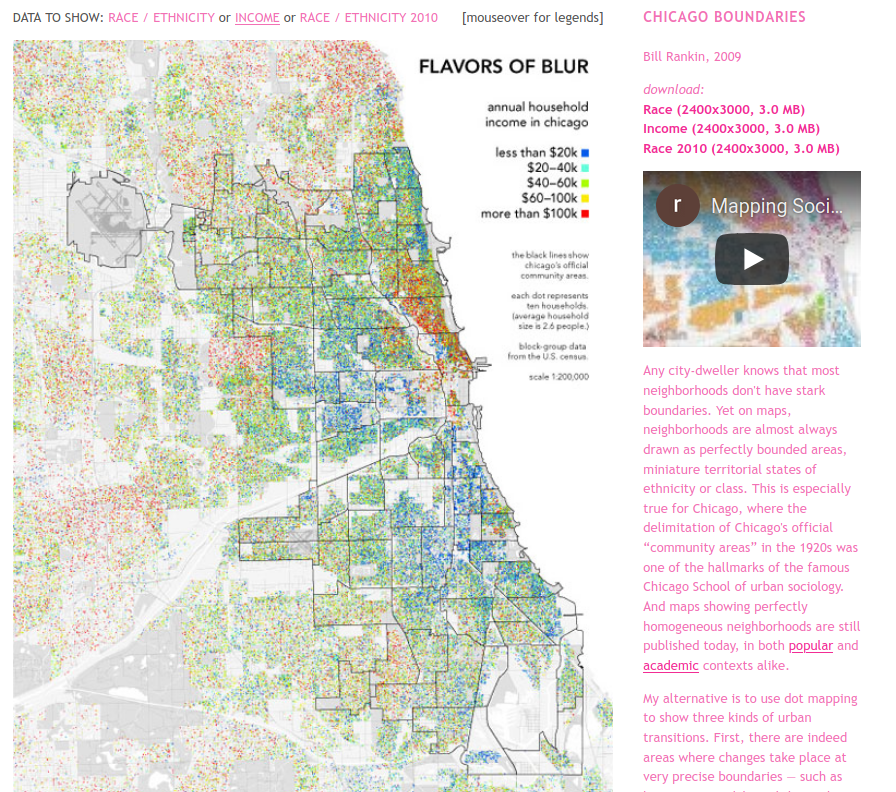 DATA TO SHOW: RACE / ETHNICITY or INCOME or RACE / ETHNICITY 2010 [mouseover for legends]
FLAVORS OF BLUR
annual household
income in chicago
less than $20k
$20–40k
$40–60k
$60–100k
more than $100k
the black lines show
chicago's official
community areas.
each dot represents
ten households.
(average household
size is 2.6 people.)
block-group data
from the U.S. census.
scale 1:200,000
CHICAGO BOUNDARIES
Bill Rankin, 2009
download:
Race (2400x3000, 3.0 MB)
Income (2400x3000, 3.0 MB)
Race 2010 (2400x3000, 3.0 MB)
r
Mapping Soci...
Any city-dweller knows that most
neighborhoods don't have stark
boundaries. Yet on maps,
neighborhoods are almost always
drawn as perfectly bounded areas,
miniature territorial states of
ethnicity or class. This is especially
true for Chicago, where the
delimitation of Chicago's official
“community areas” in the 1920s was
one of the hallmarks of the famous
Chicago School of urban sociology.
And maps showing perfectly
homogeneous neighborhoods are still
published today, in both popular and
academic contexts alike.
My alternative is to use dot mapping
to show three kinds of urban
transitions. First, there are indeed
areas where changes take place at
very precise boundaries — such as